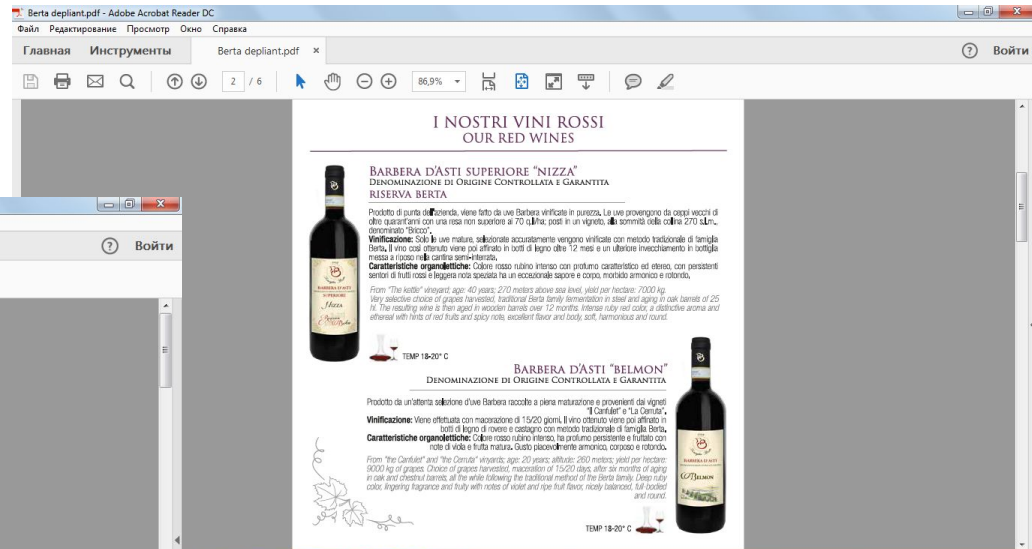 Berta depliant.pdf - Adobe Acrobat Reader DC
Файл Редактирование Просмотр Окно Справка
Главная Инструменты Berta depliant.pdf × Войти
2 / 6 86,9%
I NOSTRI VINI ROSSI
OUR RED WINES
BARBERA D'ASTI SUPERIORE "NIZZA"
DENOMINAZIONE DI ORIGINE CONTROLLATA E GARANTITA
RISERVA BERTA
Prodotto di punta dell'azienda, viene fatto da uve Barbera vinificate in purezza. Le uve provengono da ceppi vecchi di
oltre quarant'anni con una resa non superiore ai 70 q.li/ha; posti in un vigneto, alla sommità della collina 270 s.l.m.,
denominato "Bricco".
Vinificazione: Solo le uve mature, selezionate accuratamente vengono vinificate con metodo tradizionale di famiglia
Berta. Il vino così ottenuto viene poi affinato in botti di legno oltre 12 mesi e un ulteriore invecchiamento in bottiglia
messa a riposo nella cantina semi-interrata.
Caratteristiche organolettiche: Colore rosso rubino intenso con profumo caratteristico ed etereo, con persistenti
sentori di frutti rossi e leggera nota speziata ha un eccezionale sapore e corpo, morbido armonico e rotondo.
From "The kettle" vineyard; age: 40 years; 270 meters above sea level, yield per hectare: 7000 kg.
Very selective choice of grapes harvested, traditional Berta family fermentation in steel and aging in oak barrels of 25
hl. The resulting wine is then aged in wooden barrels over 12 months. Intense ruby red color, a distinctive aroma and
ethereal with hints of red fruits and spicy note, excellent flavor and body, soft, harmonious and round.
TEMP 18-20° C
BARBERA D'ASTI
SUPERIORE
Nizza
Войти
BARBERA D'ASTI "BELMON"
DENOMINAZIONE DI ORIGINE CONTROLLATA E GARANTITA
Prodotto da un'attenta selezione d'uve Barbera raccolte a piena maturazione e provenienti dai vigneti
"Il Canfulet" e "La Cerruta".
Vinificazione: Viene effettuata con macerazione di 15/20 giorni. Il vino ottenuto viene poi affinato in
botti di legno di rovere e castagno con metodo tradizionale di famiglia Berta.
Caratteristiche organolettiche: Colore rosso rubino intenso, ha profumo persistente e fruttato con
note di viola e frutta matura. Gusto piacevolmente armonico, corposo e rotondo.
From "the Canfulet" and "the Cerruta" vinyards; age: 20 years; altitude: 260 meters; yield per hectare:
9000 kg of grapes. Choice of grapes harvested, maceration of 15/20 days, after six months of aging
in oak and chestnut barrels, all the while following the traditional method of the Berta family. Deep ruby
color, lingering fragrance and fruity with notes of violet and ripe fruit flavor, nicely balanced, full-bodied
and round.
TEMP 18-20° C
BARBERA D'ASTI
BELMON